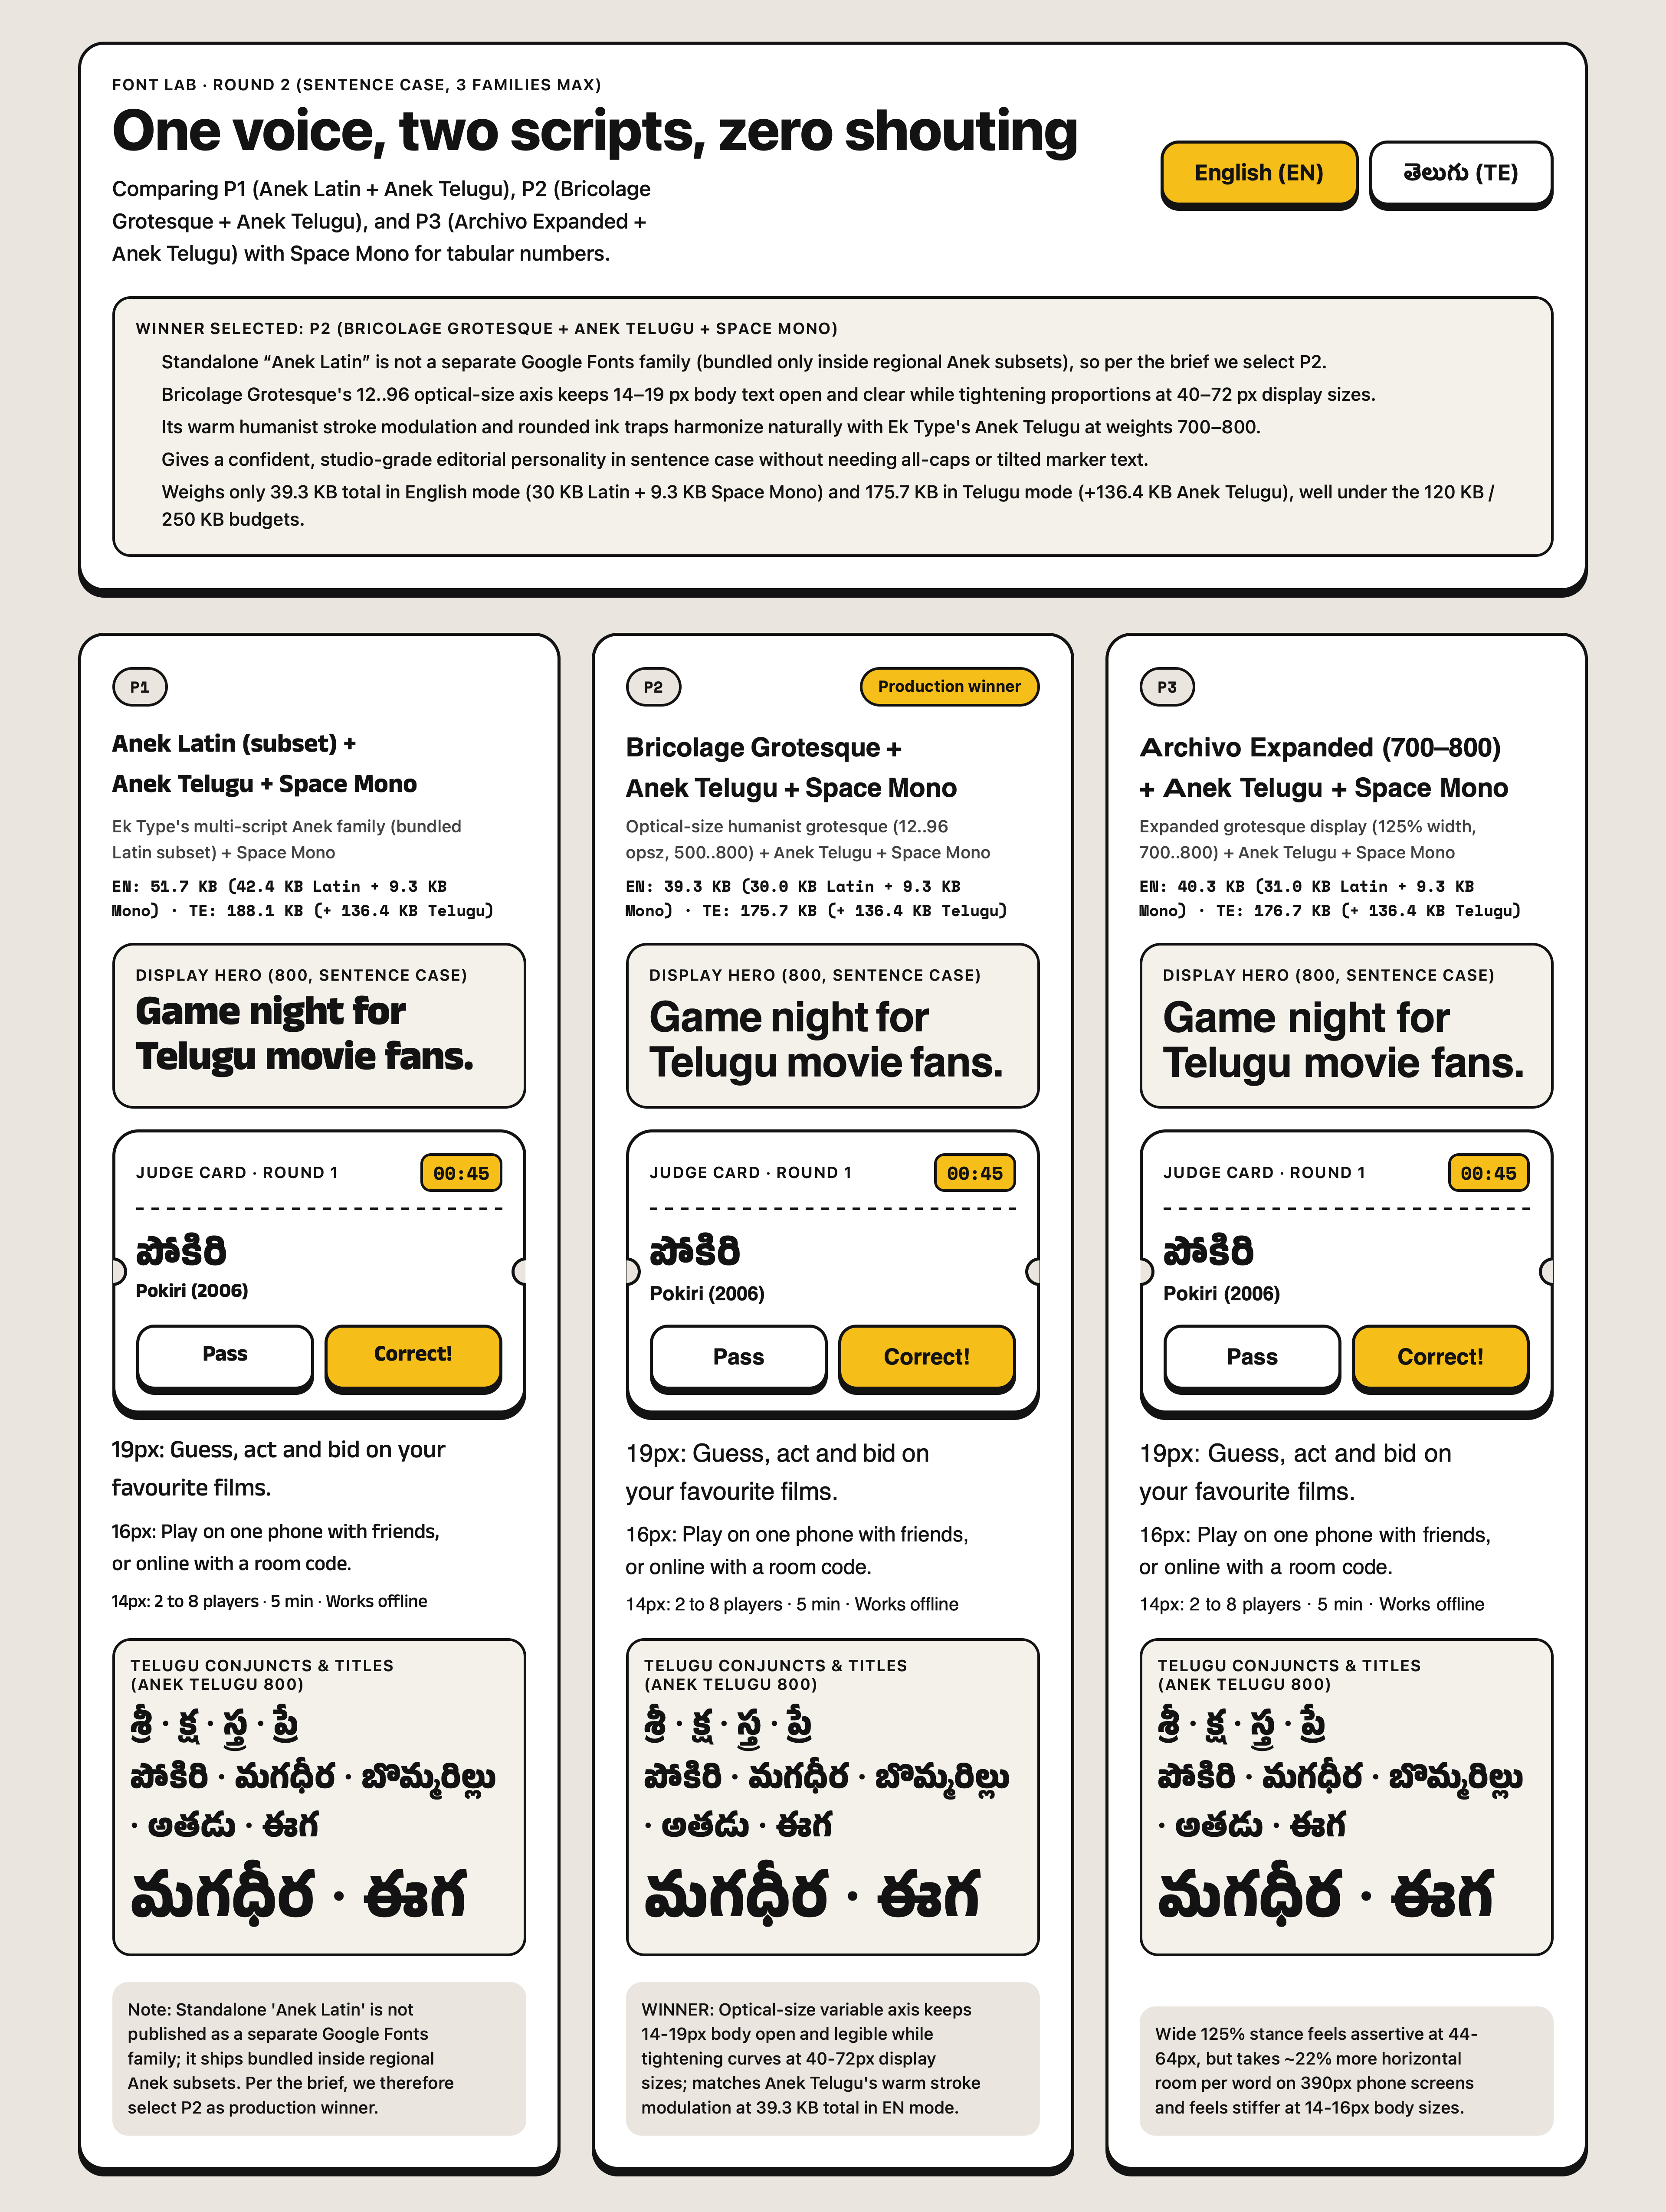 FONT LAB · ROUND 2 (SENTENCE CASE, 3 FAMILIES MAX)
One voice, two scripts, zero shouting
Comparing P1 (Anek Latin + Anek Telugu), P2 (Bricolage
Grotesque + Anek Telugu), and P3 (Archivo Expanded +
Anek Telugu) with Space Mono for tabular numbers.
English (EN)
తెలుగు (TE)
WINNER SELECTED: P2 (BRICOLAGE GROTESQUE + ANEK TELUGU + SPACE MONO)
Standalone “Anek Latin” is not a separate Google Fonts family (bundled only inside regional Anek subsets), so per the brief we select P2.
Bricolage Grotesque's 12..96 optical-size axis keeps 14–19 px body text open and clear while tightening proportions at 40–72 px display sizes.
Its warm humanist stroke modulation and rounded ink traps harmonize naturally with Ek Type's Anek Telugu at weights 700–800.
Gives a confident, studio-grade editorial personality in sentence case without needing all-caps or tilted marker text.
Weighs only 39.3 KB total in English mode (30 KB Latin + 9.3 KB Space Mono) and 175.7 KB in Telugu mode (+136.4 KB Anek Telugu), well under the 120 KB /
250 KB budgets.
P1
Anek Latin (subset) +
Anek Telugu + Space Mono
Ek Type's multi-script Anek family (bundled
Latin subset) + Space Mono
EN: 51.7 KB (42.4 KB Latin + 9.3 KB
Mono) · TE: 188.1 KB (+ 136.4 KB Telugu)
DISPLAY HERO (800, SENTENCE CASE)
Game night for
Telugu movie fans.
JUDGE CARD · ROUND 1
00:45
పోకిరి
Pokiri (2006)
Pass
Correct!
19px: Guess, act and bid on your
favourite films.
16px: Play on one phone with friends,
or online with a room code.
14px: 2 to 8 players · 5 min · Works offline
TELUGU CONJUNCTS & TITLES
(ANEK TELUGU 800)
శ్రీ · క్ష · స్త్ర · ప్రే
పోకిరి · మగధీర · బొమ్మరిల్లు
· అతడు · ఈగ
మగధీర · ఈగ
Note: Standalone 'Anek Latin' is not
published as a separate Google Fonts
family; it ships bundled inside regional
Anek subsets. Per the brief, we therefore
select P2 as production winner.
P2
Production winner
Bricolage Grotesque +
Anek Telugu + Space Mono
Optical-size humanist grotesque (12..96
opsz, 500..800) + Anek Telugu + Space Mono
EN: 39.3 KB (30.0 KB Latin + 9.3 KB
Mono) · TE: 175.7 KB (+ 136.4 KB Telugu)
DISPLAY HERO (800, SENTENCE CASE)
Game night for
Telugu movie fans.
JUDGE CARD · ROUND 1
00:45
పోకిరి
Pokiri (2006)
Pass
Correct!
19px: Guess, act and bid on
your favourite films.
16px: Play on one phone with friends,
or online with a room code.
14px: 2 to 8 players · 5 min · Works offline
TELUGU CONJUNCTS & TITLES
(ANEK TELUGU 800)
శ్రీ · క్ష · స్త్ర · ప్రే
పోకిరి · మగధీర · బొమ్మరిల్లు
· అతడు · ఈగ
మగధీర · ఈగ
WINNER: Optical-size variable axis keeps
14-19px body open and legible while
tightening curves at 40-72px display
sizes; matches Anek Telugu's warm stroke
modulation at 39.3 KB total in EN mode.
P3
Archivo Expanded (700–800)
+ Anek Telugu + Space Mono
Expanded grotesque display (125% width,
700..800) + Anek Telugu + Space Mono
EN: 40.3 KB (31.0 KB Latin + 9.3 KB
Mono) · TE: 176.7 KB (+ 136.4 KB Telugu)
DISPLAY HERO (800, SENTENCE CASE)
Game night for
Telugu movie fans.
JUDGE CARD · ROUND 1
00:45
పోకిరి
Pokiri (2006)
Pass
Correct!
19px: Guess, act and bid on
your favourite films.
16px: Play on one phone with friends,
or online with a room code.
14px: 2 to 8 players · 5 min · Works offline
TELUGU CONJUNCTS & TITLES
(ANEK TELUGU 800)
శ్రీ · క్ష · స్త్ర · ప్రే
పోకిరి · మగధీర · బొమ్మరిల్లు
· అతడు · ఈగ
మగధీర · ఈగ
Wide 125% stance feels assertive at 44-
64px, but takes ~22% more horizontal
room per word on 390px phone screens
and feels stiffer at 14-16px body sizes.